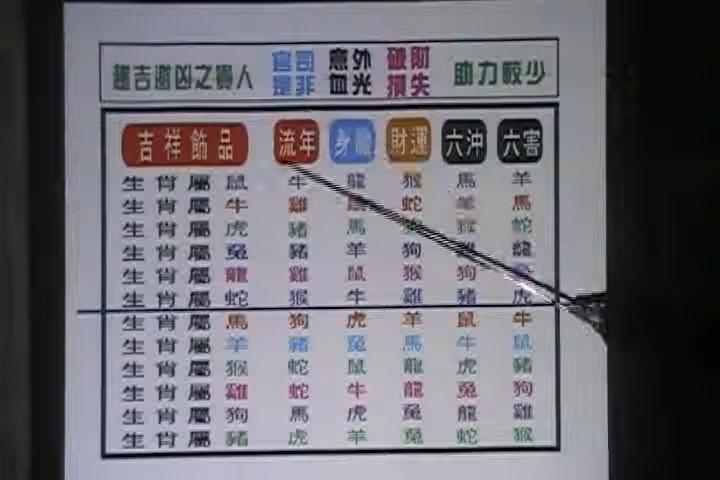 趨吉避凶之貴人 官司是非 意外血光 破財損失 助力較少
吉祥飾品 流年 身體 財運 六沖 六害
生肖屬鼠 牛 龍 猴 馬 羊
生肖屬牛 雞 蛇 羊 馬
生肖屬虎 豬 馬 猴 蛇
生肖屬兔 豬 羊 狗 龍
生肖屬龍 雞 鼠 猴 狗
生肖屬蛇 猴 牛 雞 豬 虎
生肖屬馬 狗 虎 羊 鼠 牛
生肖屬羊 豬 兔 馬 牛 鼠
生肖屬猴 蛇 鼠 龍 虎 豬
生肖屬雞 蛇 牛 龍 兔 狗
生肖屬狗 馬 虎 兔 龍 雞
生肖屬豬 虎 羊 兔 蛇 猴